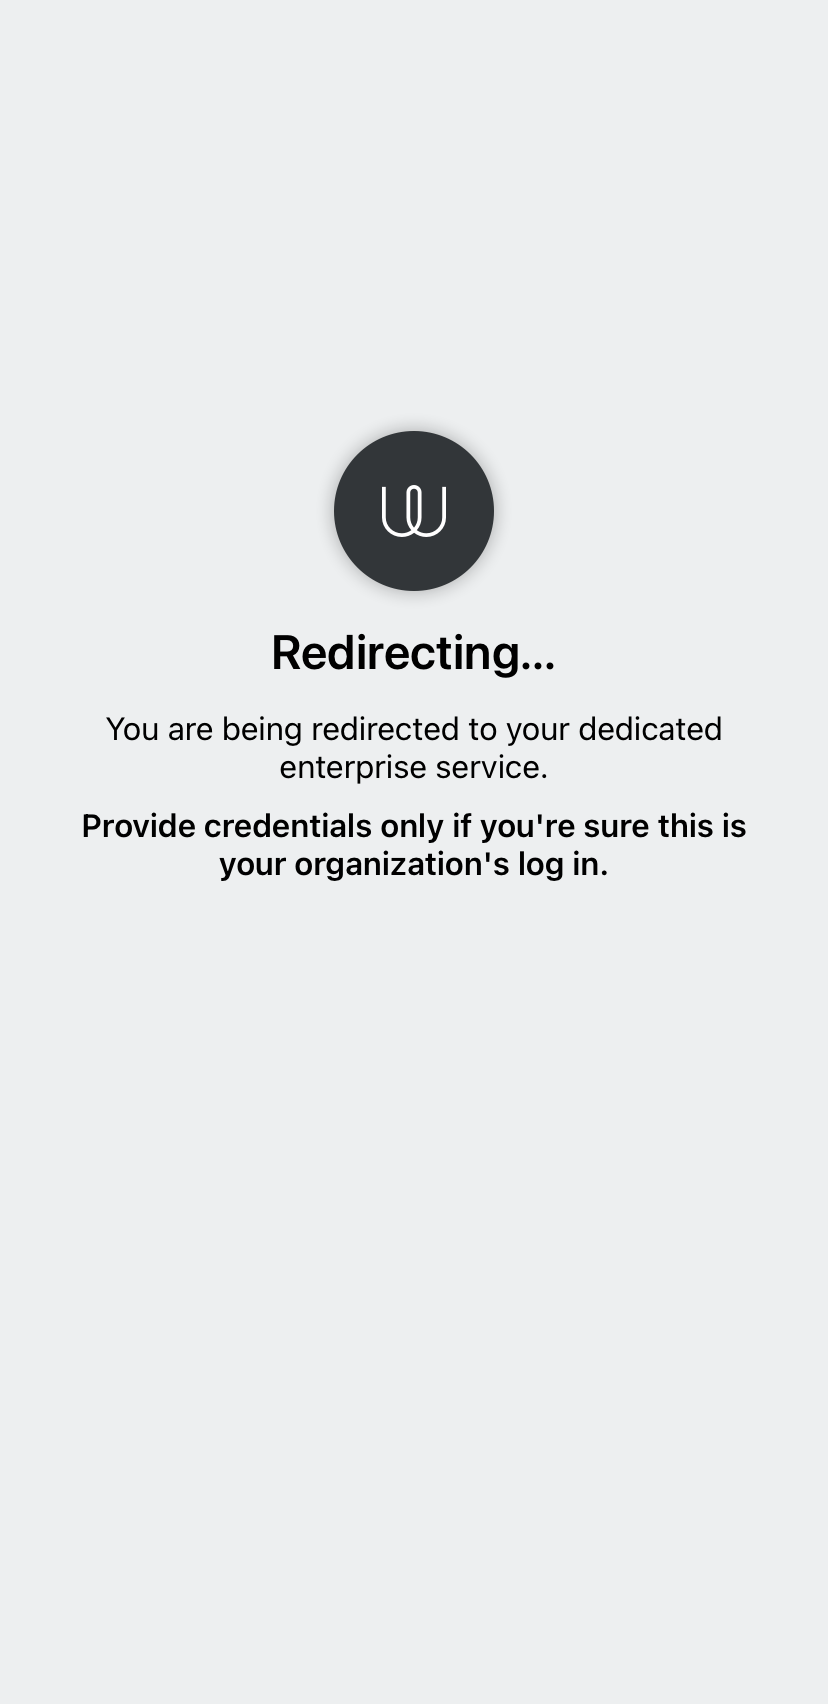 Redirecting...
You are being redirected to your dedicated
enterprise service.
Provide credentials only if you're sure this is
your organization's log in.